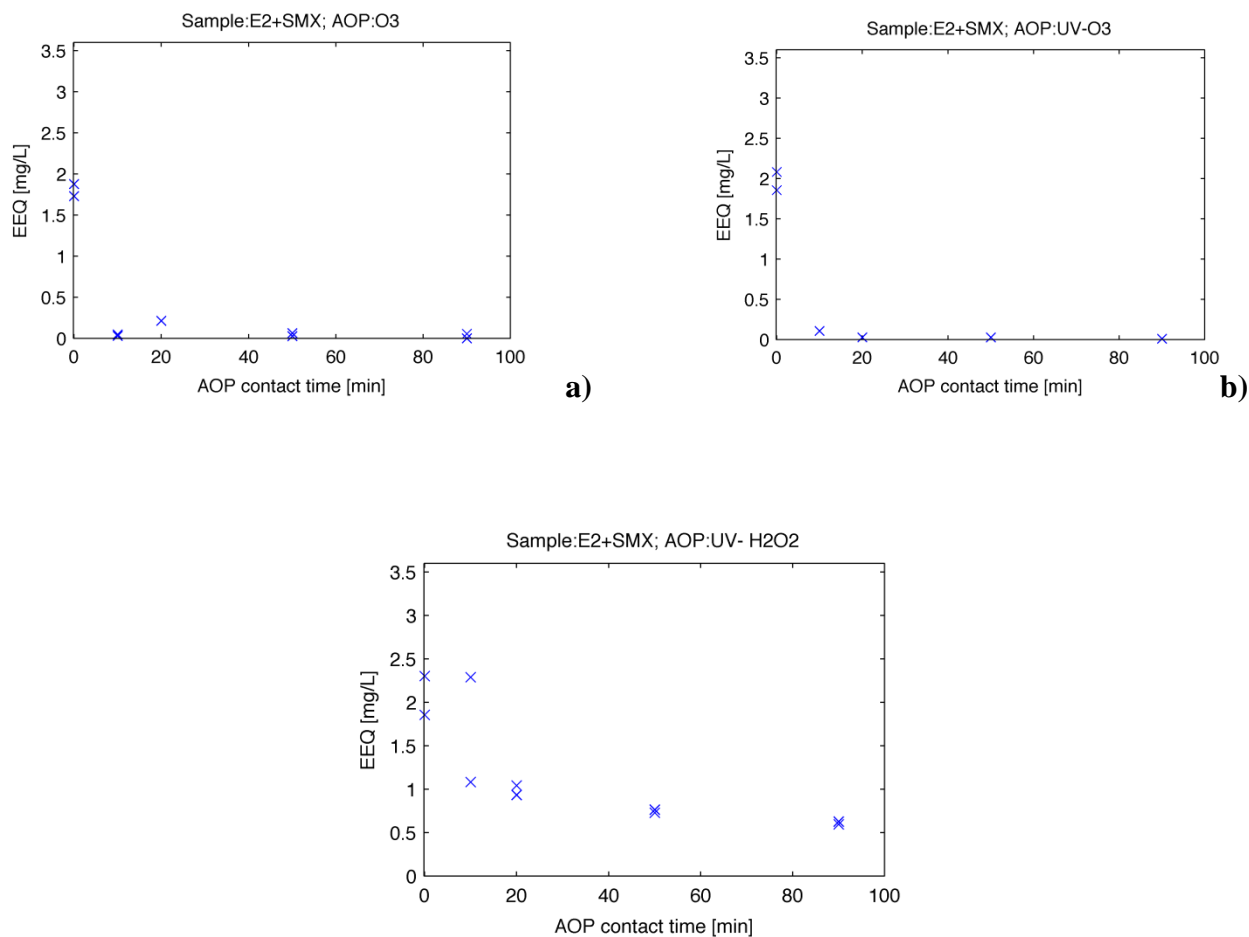 Sample:E2+SMX; AOP:O3
3.5
3
2.5
2
1.5
1
0.5
0
EEQ [mg/L]
0 20 40 60 80 100
AOP contact time [min]
a)
Sample:E2+SMX; AOP:UV-O3
3.5
3
2.5
2
1.5
1
0.5
0
EEQ [mg/L]
0 20 40 60 80 100
AOP contact time [min]
b)
Sample:E2+SMX; AOP:UV- H2O2
3.5
3
2.5
2
1.5
1
0.5
0
EEQ [mg/L]
0 20 40 60 80 100
AOP contact time [min]